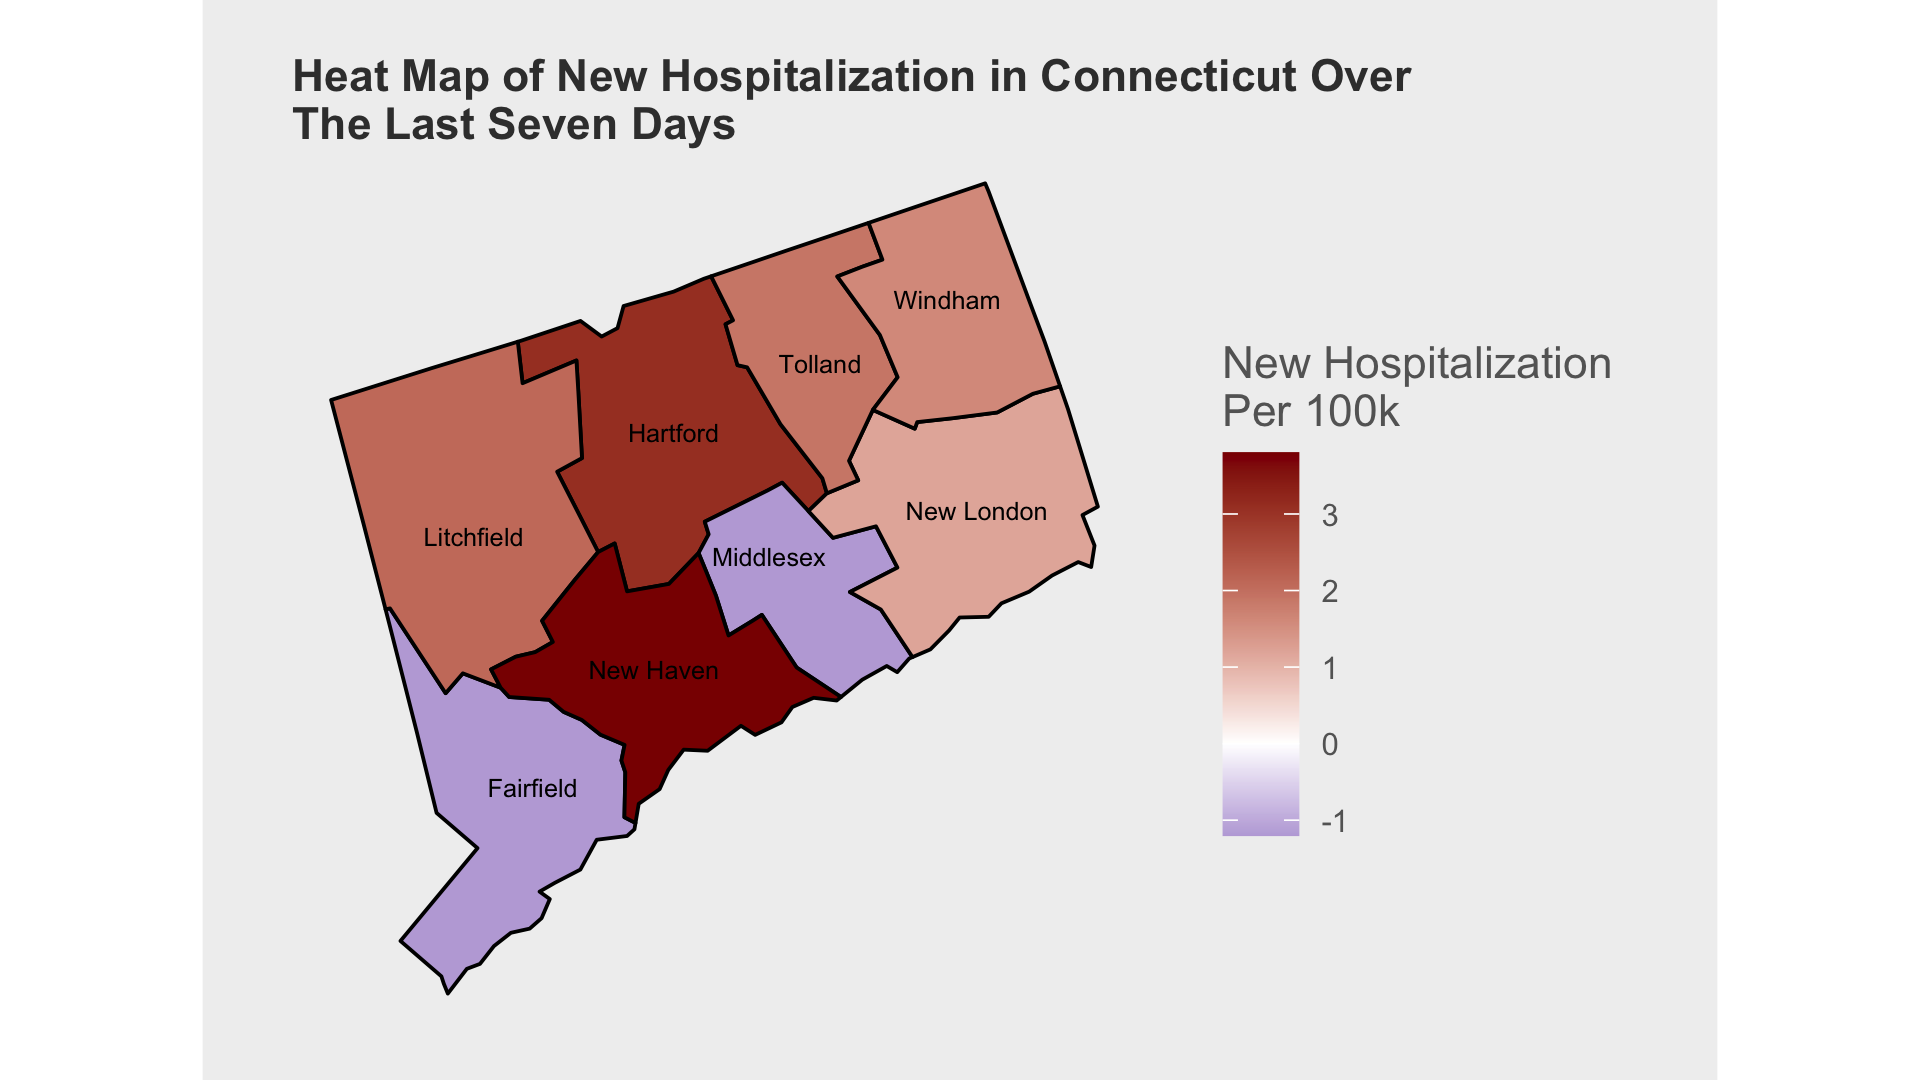 Heat Map of New Hospitalization in Connecticut Over
The Last Seven Days
Windham
Tolland
Hartford
New London
Litchfield
Middlesex
New Haven
Fairfield
New Hospitalization
Per 100k
3
2
1
0
-1